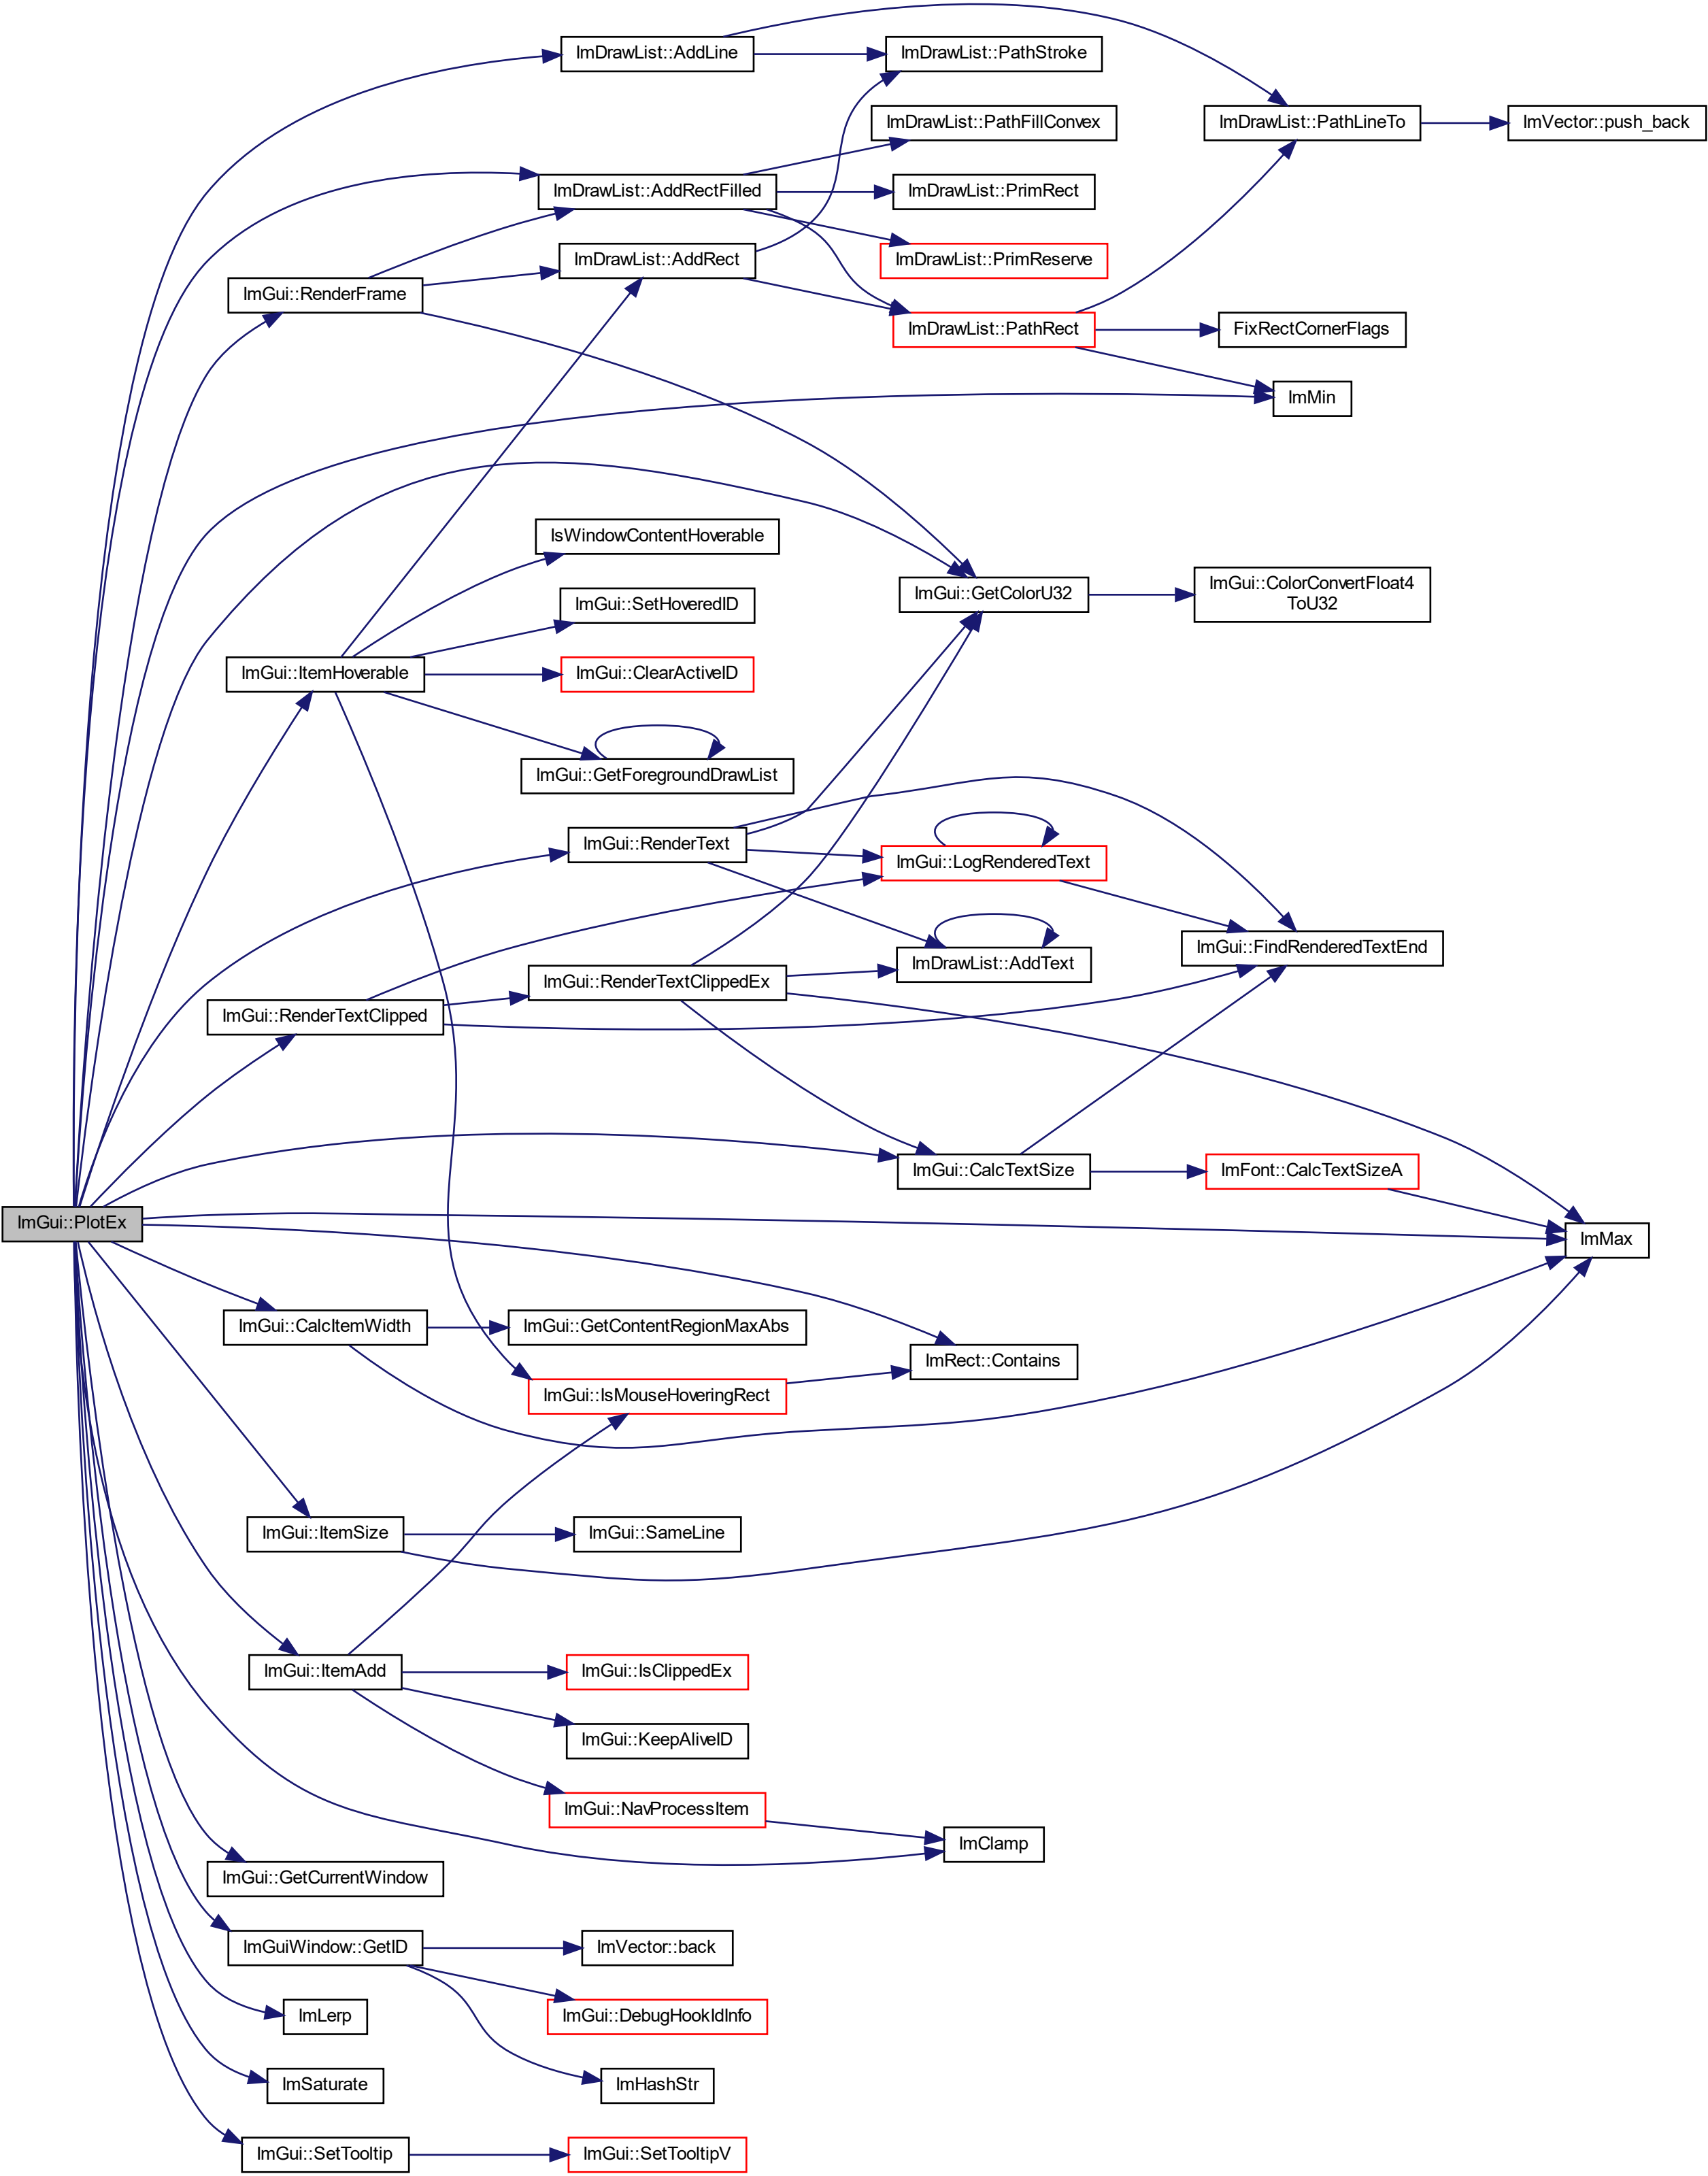 ImDrawList::AddLine
ImDrawList::PathStroke
ImDrawList::PathFillConvex
ImDrawList::PathLineTo
ImVector::push_back
ImDrawList::AddRectFilled
ImDrawList::PrimRect
ImDrawList::AddRect
ImDrawList::PrimReserve
ImGui::RenderFrame
ImDrawList::PathRect
FixRectCornerFlags
ImMin
IsWindowContentHoverable
ImGui::SetHoveredID
ImGui::GetColorU32
ImGui::ColorConvertFloat4
ToU32
ImGui::ItemHoverable
ImGui::ClearActiveID
ImGui::GetForegroundDrawList
ImGui::RenderText
ImGui::LogRenderedText
ImGui::FindRenderedTextEnd
ImDrawList::AddText
ImGui::RenderTextClippedEx
ImGui::RenderTextClipped
ImGui::CalcTextSize
ImFont::CalcTextSizeA
ImGui::PlotEx
ImMax
ImGui::CalcItemWidth
ImGui::GetContentRegionMaxAbs
ImRect::Contains
ImGui::IsMouseHoveringRect
ImGui::ItemSize
ImGui::SameLine
ImGui::ItemAdd
ImGui::IsClippedEx
ImGui::KeepAliveID
ImGui::NavProcessItem
ImClamp
ImGui::GetCurrentWindow
ImGuiWindow::GetID
ImVector::back
ImLerp
ImGui::DebugHookIdInfo
ImSaturate
ImHashStr
ImGui::SetTooltip
ImGui::SetTooltipV